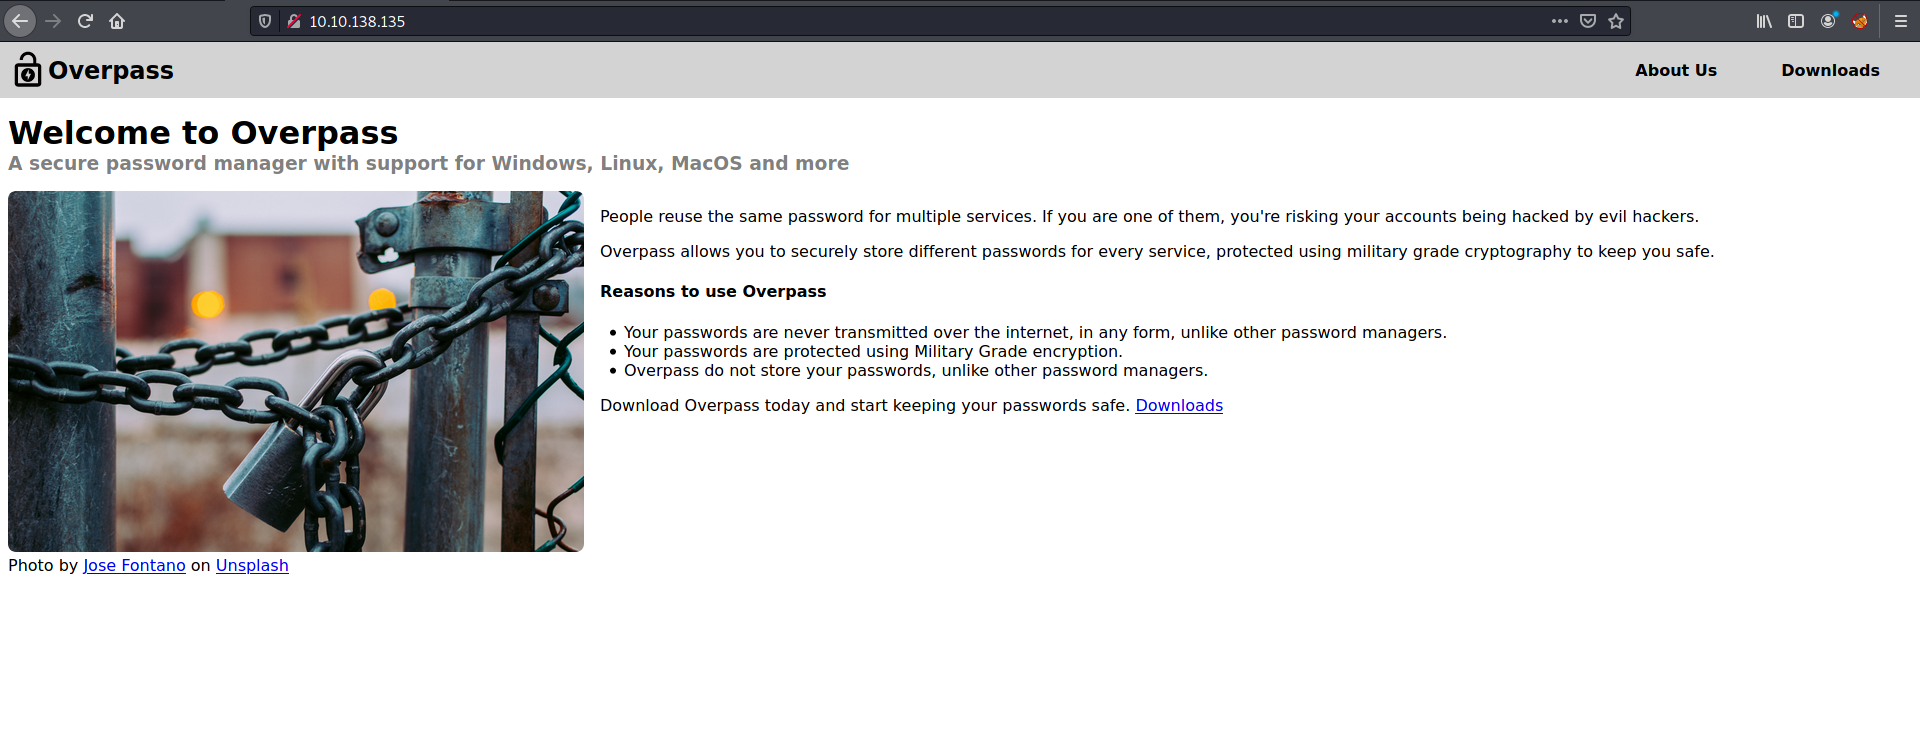 10.10.138.135
Overpass
About Us
Downloads
Welcome to Overpass
A secure password manager with support for Windows, Linux, MacOS and more
People reuse the same password for multiple services. If you are one of them, you're risking your accounts being hacked by evil hackers.
Overpass allows you to securely store different passwords for every service, protected using military grade cryptography to keep you safe.
Reasons to use Overpass
• Your passwords are never transmitted over the internet, in any form, unlike other password managers.
• Your passwords are protected using Military Grade encryption.
• Overpass do not store your passwords, unlike other password managers.
Download Overpass today and start keeping your passwords safe. Downloads
Photo by Jose Fontano on Unsplash